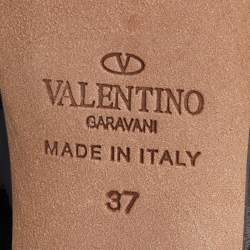 VALENTINO
GARAVANI
MADE IN ITALY
37